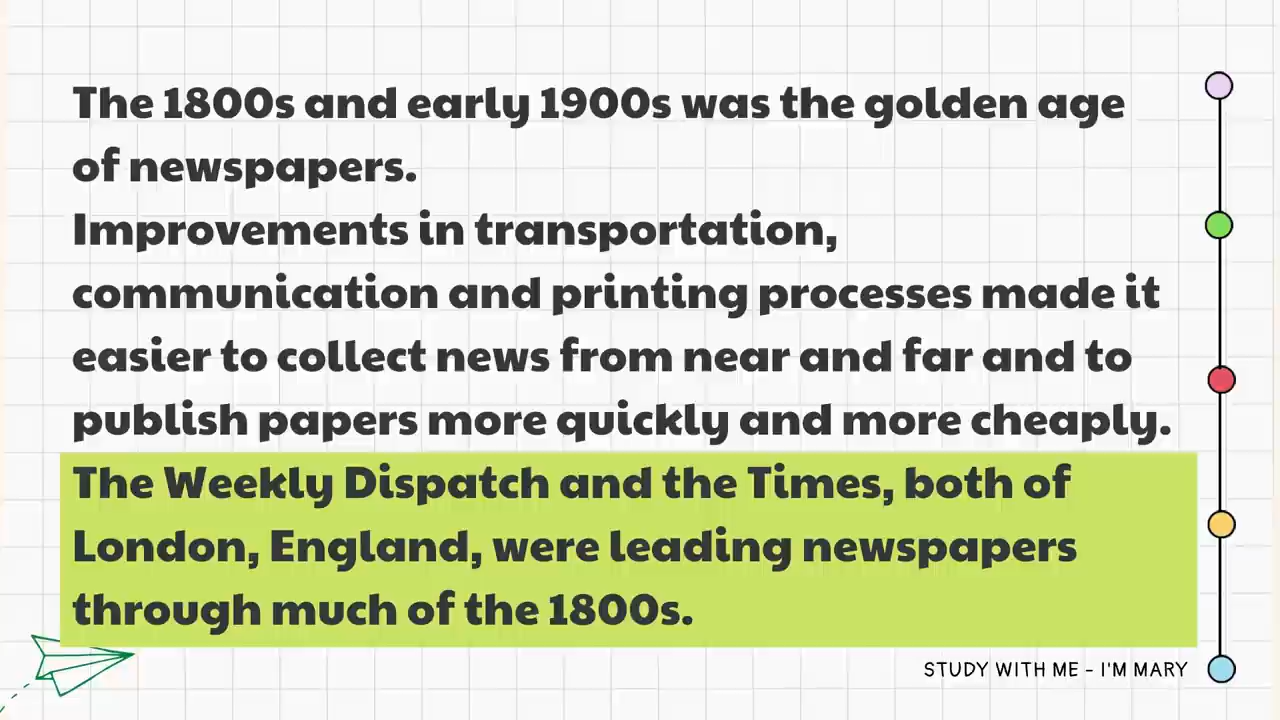 The 1800s and early 1900s was the golden age
of newspapers.
Improvements in transportation,
communication and printing processes made it
easier to collect news from near and far and to
publish papers more quickly and more cheaply.
The Weekly Dispatch and the Times, both of
London, England, were leading newspapers
through much of the 1800s.
STUDY WITH ME - I'M MARY